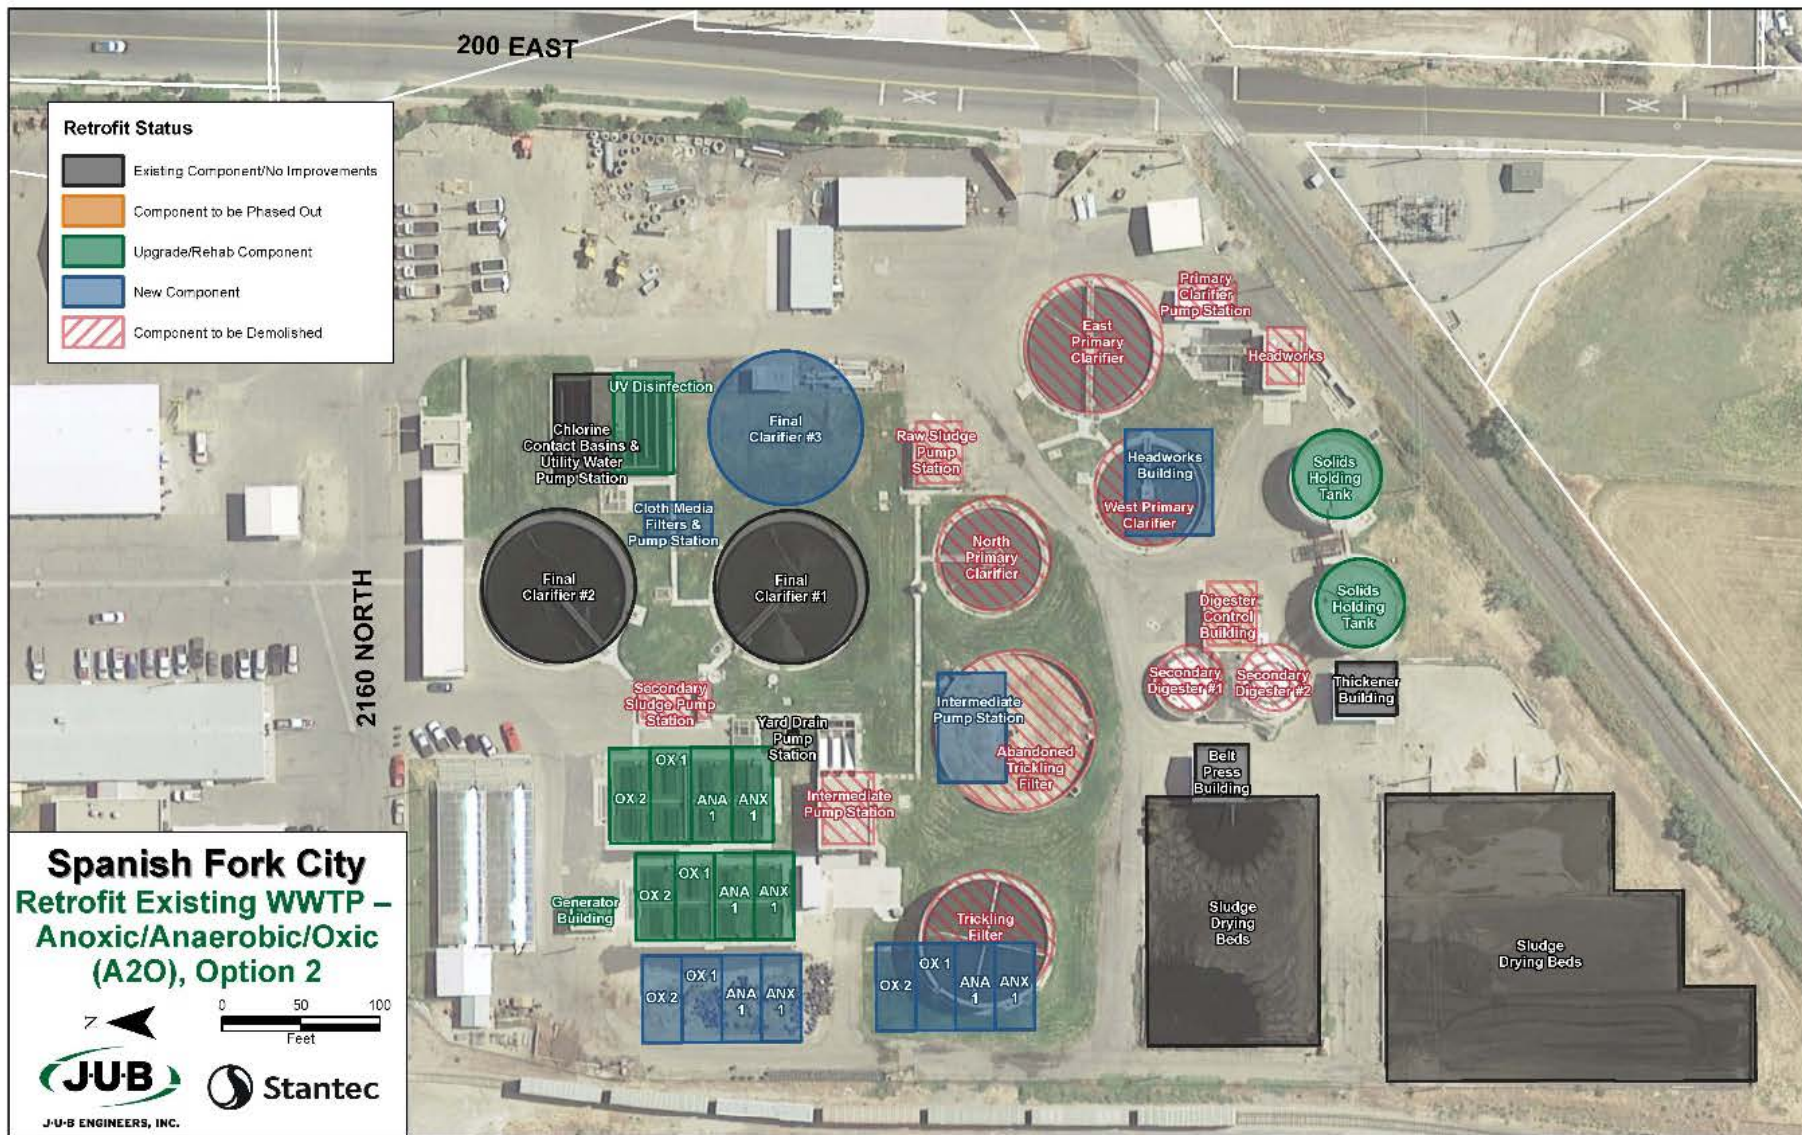 200 EAST
Retrofit Status
Existing Component/No Improvements
Component to be Phased Out
Upgrade/Rehab Component
New Component
Component to be Demolished
Primary
Clarifier
Pump Station
East
Primary
Clarifier
Headworks
UV Disinfection
Chlorine
Contact Basins &
Utility Water
Pump Station
Final
Clarifier #3
Raw Sludge
Pump
Station
Headworks
Building
West Primary
Clarifier
Solids
Holding
Tank
Cloth Media
Filters &
Pump Station
Final
Clarifier #2
Final
Clarifier #1
North
Primary
Clarifier
Digester
Control
Building
Solids
Holding
Tank
2160 NORTH
Secondary
Sludge Pump
Station
Yard Drain
Pump
Station
Intermediate
Pump Station
Abandoned
Trickling
Filter
Secondary
Digester #1
Secondary
Digester #2
Thickener
Building
Belt
Press
Building
OX 2
OX 1
ANA
1
ANX
1
Intermediate
Pump Station
OX 2
OX 1
ANA
1
ANX
1
Generator
Building
Trickling
Filter
Sludge
Drying
Beds
Sludge
Drying Beds
OX 2
OX 1
ANA
1
ANX
1
OX 2
OX 1
ANA
1
ANX
1
Spanish Fork City
Retrofit Existing WWTP –
Anoxic/Anaerobic/Oxic
(A2O), Option 2
N
0 50 100
Feet
J·U·B
J·U·B ENGINEERS, INC.
Stantec